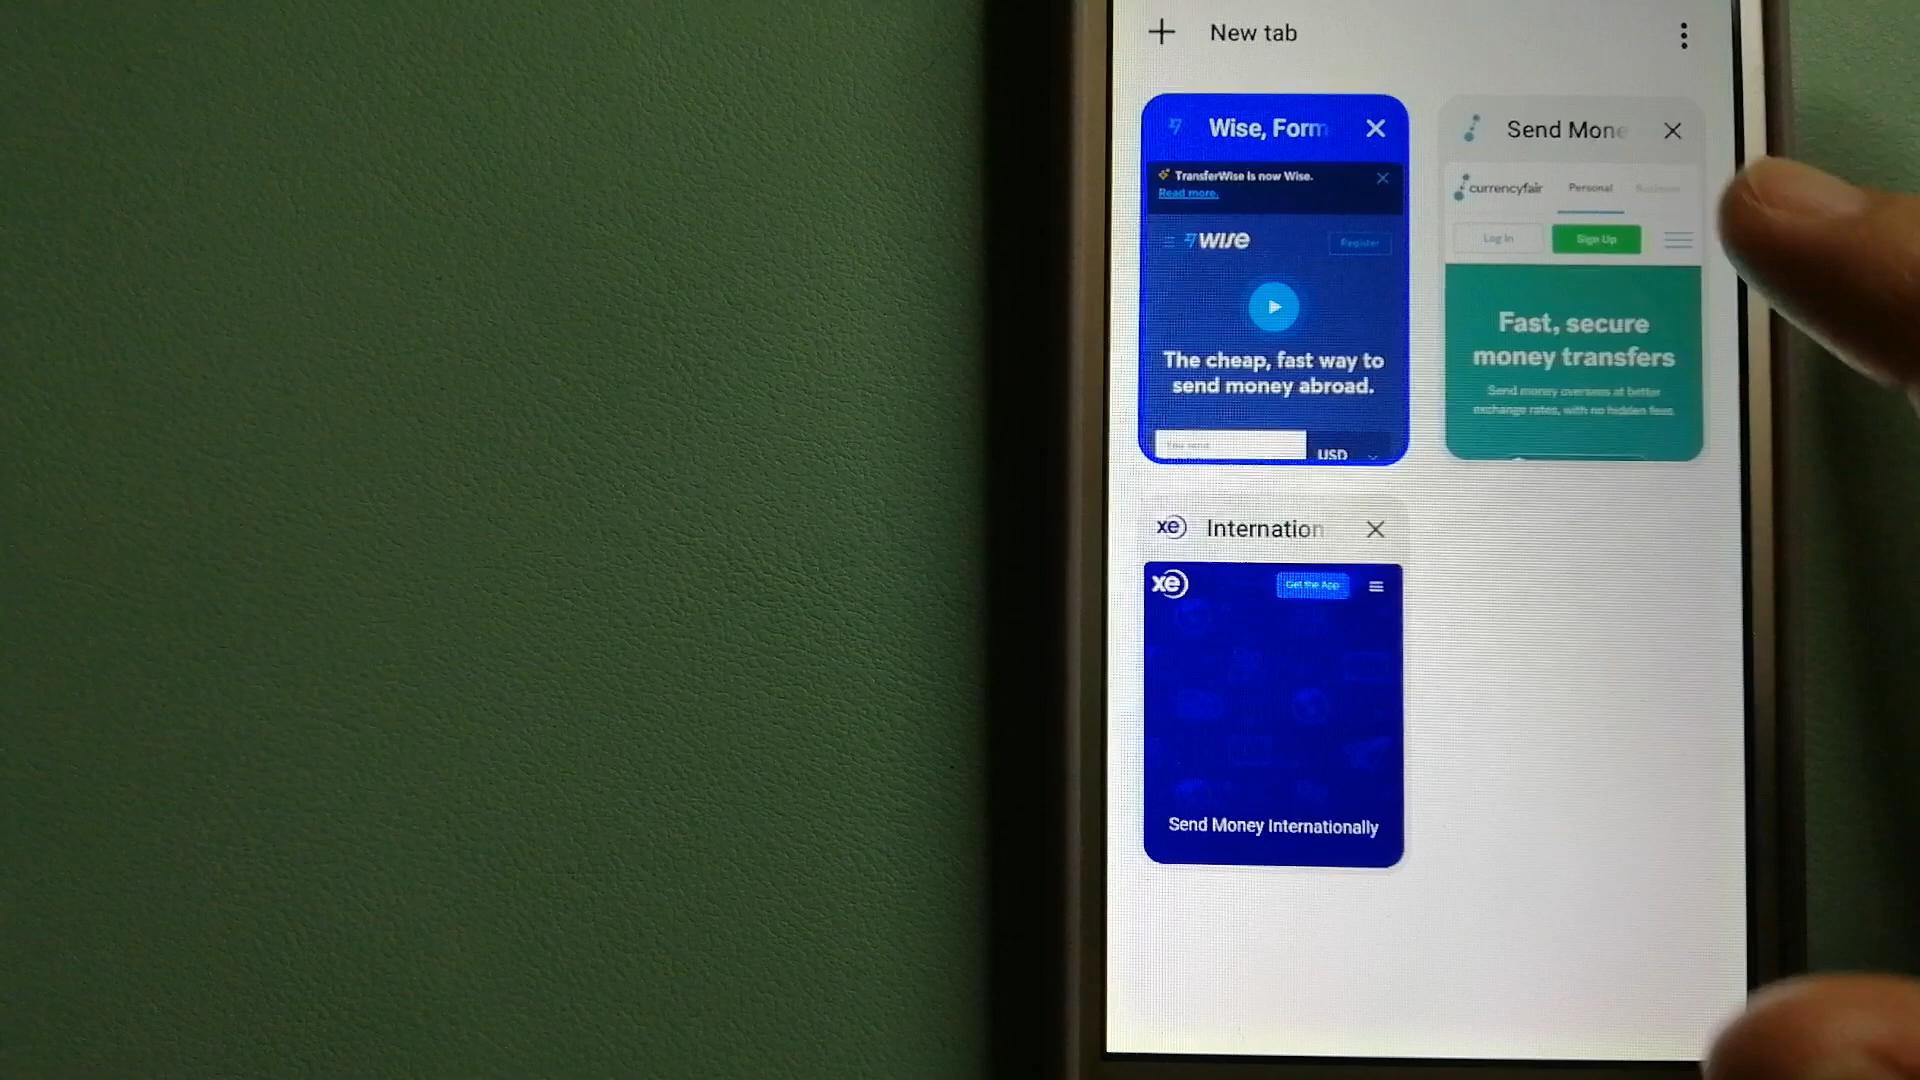 New tab
Wise, Form
TransferWise is now Wise.
Read more.
wise
Register
The cheap, fast way to
send money abroad.
You send
USD
Send Mone
currencyfair
Personal
Business
Log In
Sign Up
Fast, secure
money transfers
Send money overseas at better
exchange rates, with no hidden fees
xe
Internation
xe
Get the App
Send Money Internationally